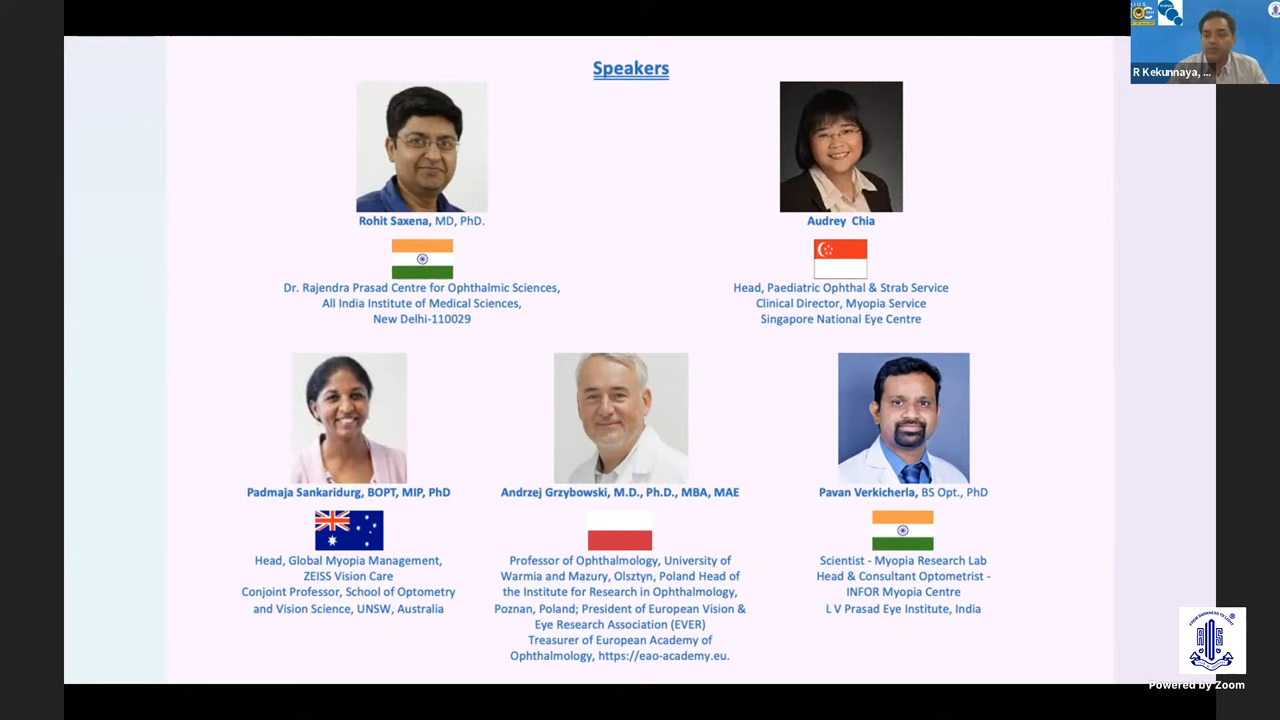 Speakers
Rohit Saxena, MD, PhD.
Dr. Rajendra Prasad Centre for Ophthalmic Sciences,
All India Institute of Medical Sciences,
New Delhi-110029
Audrey Chia
Head, Paediatric Ophthal & Strab Service
Clinical Director, Myopia Service
Singapore National Eye Centre
Padmaja Sankaridurg, BOPT, MIP, PhD
Head, Global Myopia Management,
ZEISS Vision Care
Conjoint Professor, School of Optometry
and Vision Science, UNSW, Australia
Andrzej Grzybowski, M.D., Ph.D., MBA, MAE
Professor of Ophthalmology, University of
Warmia and Mazury, Olsztyn, Poland Head of
the Institute for Research in Ophthalmology,
Poznan, Poland; President of European Vision &
Eye Research Association (EVER)
Treasurer of European Academy of
Ophthalmology, https://eao-academy.eu.
Pavan Verkicherla, BS Opt., PhD
Scientist - Myopia Research Lab
Head & Consultant Optometrist -
INFOR Myopia Centre
L V Prasad Eye Institute, India
R Kekunnaya, ...
Powered by Zoom